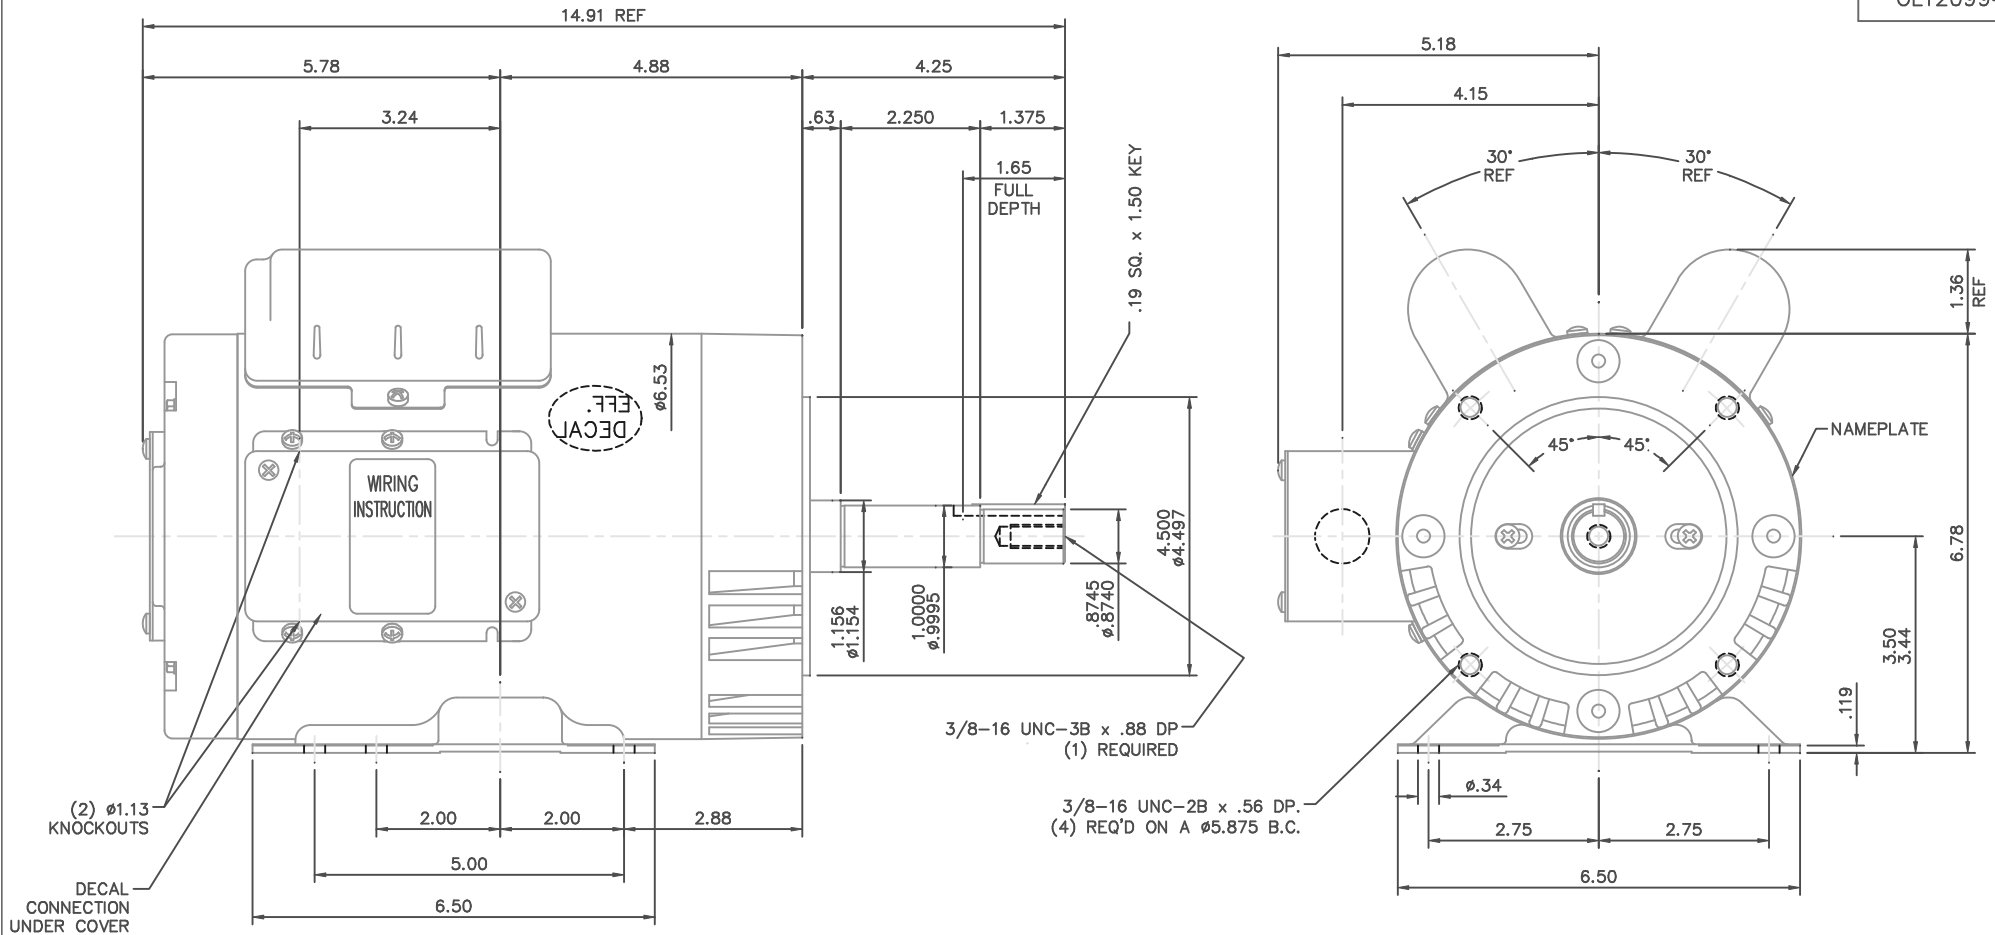 14.91 REF
5.78
4.88
4.25
3.24
.63
2.250
1.375
1.65
FULL
DEPTH
.19 SQ. x 1.50 KEY
5.18
4.15
30°
REF
30°
REF
1.36
REF
ø6.53
EFF.
DECAL
WIRING
INSTRUCTION
45°
45°
NAMEPLATE
4.500
ø4.497
6.78
1.156
ø1.154
1.0000
ø.9995
.8745
ø.8740
3.50
3.44
.119
3/8-16 UNC-3B x .88 DP
(1) REQUIRED
(2) ø1.13
KNOCKOUTS
2.00
2.00
2.88
3/8-16 UNC-2B x .56 DP.
(4) REQ'D ON A ø5.875 B.C.
ø.34
2.75
2.75
5.00
6.50
6.50
DECAL
CONNECTION
UNDER COVER